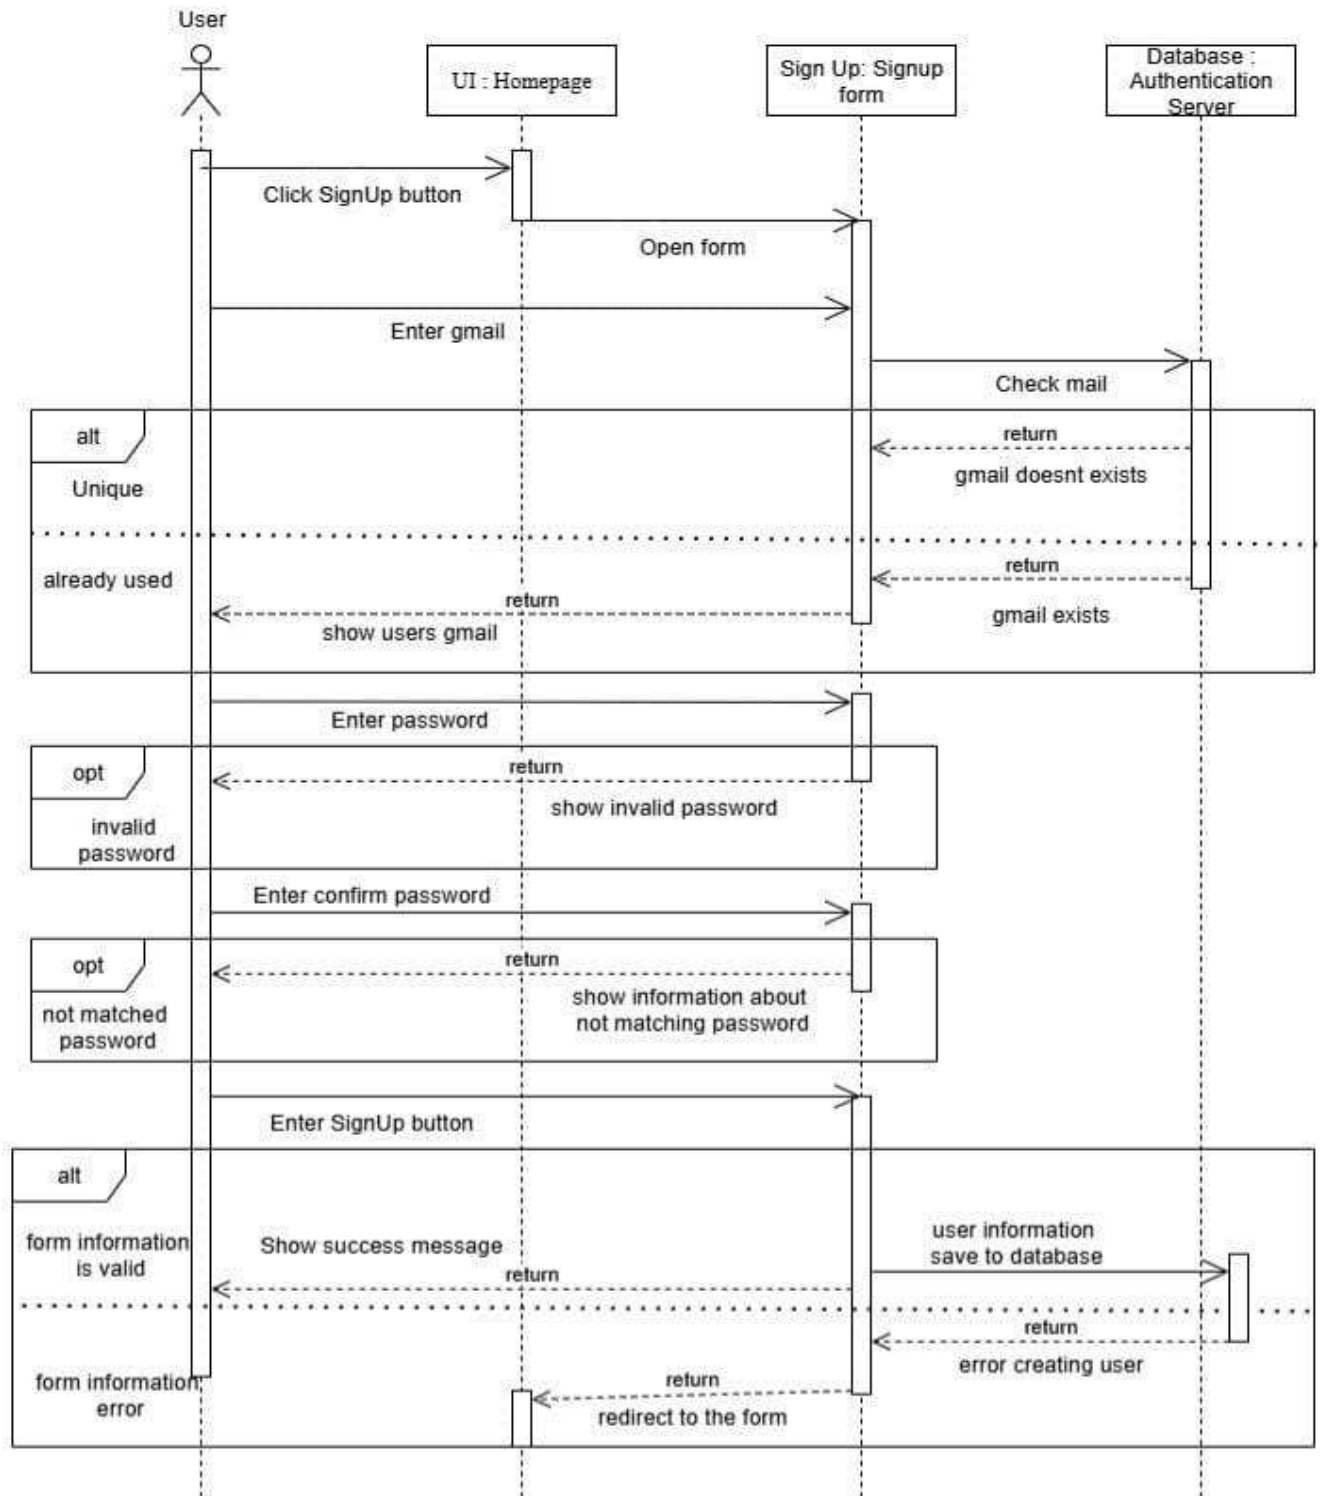 User
UI : Homepage
Sign Up: Signup
form
Database :
Authentication
Server
Click SignUp button
Open form
Enter gmail
Check mail
alt
return
gmail doesnt exists
Unique
return
already used
return
gmail exists
show users gmail
Enter password
opt
return
show invalid password
invalid
password
Enter confirm password
opt
return
show information about
not matching password
not matched
password
Enter SignUp button
alt
user information
save to database
form information
is valid
Show success message
return
return
error creating user
form information
error
return
redirect to the form